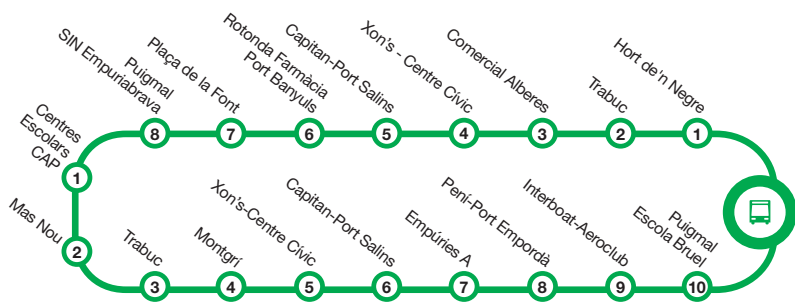 Puigmal
SIN Empuriabrava
Plaça de la Font
Rotonda Farmàcia
Port Banyuls
Capitan-Port Salins
Xon's - Centre Cívic
Comercial Alberes
Trabuc
Hort de'n Negre
8
7
6
5
4
3
2
1
Centres
Escolars
CAP
1
Mas Nou
2
Trabuc
Montgrí
Xon's-Centre Cívic
Capitan-Port Salins
Empúries A
Pení-Port Empordà
Interboat-Aeroclub
Puigmal
Escola Bruel
3
4
5
6
7
8
9
10